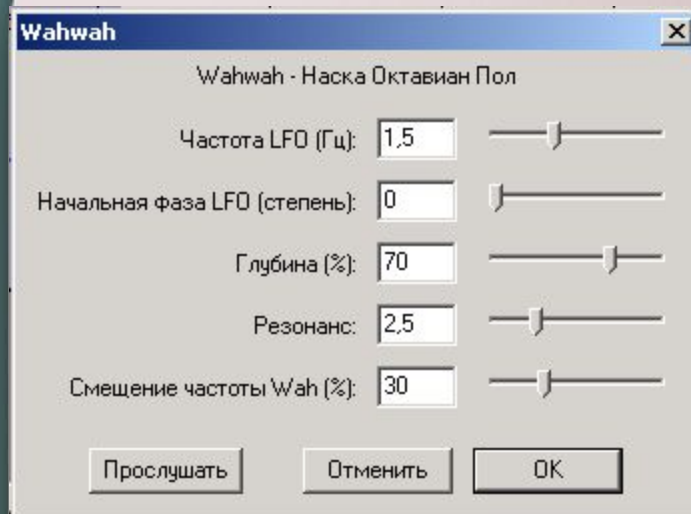 Wahwah
Wahwah - Наска Октавиан Пол
Частота LFO (Гц): 1,5
Начальная фаза LFO (степень): 0
Глубина (%): 70
Резонанс: 2,5
Смещение частоты Wah (%): 30
Прослушать Отменить OK